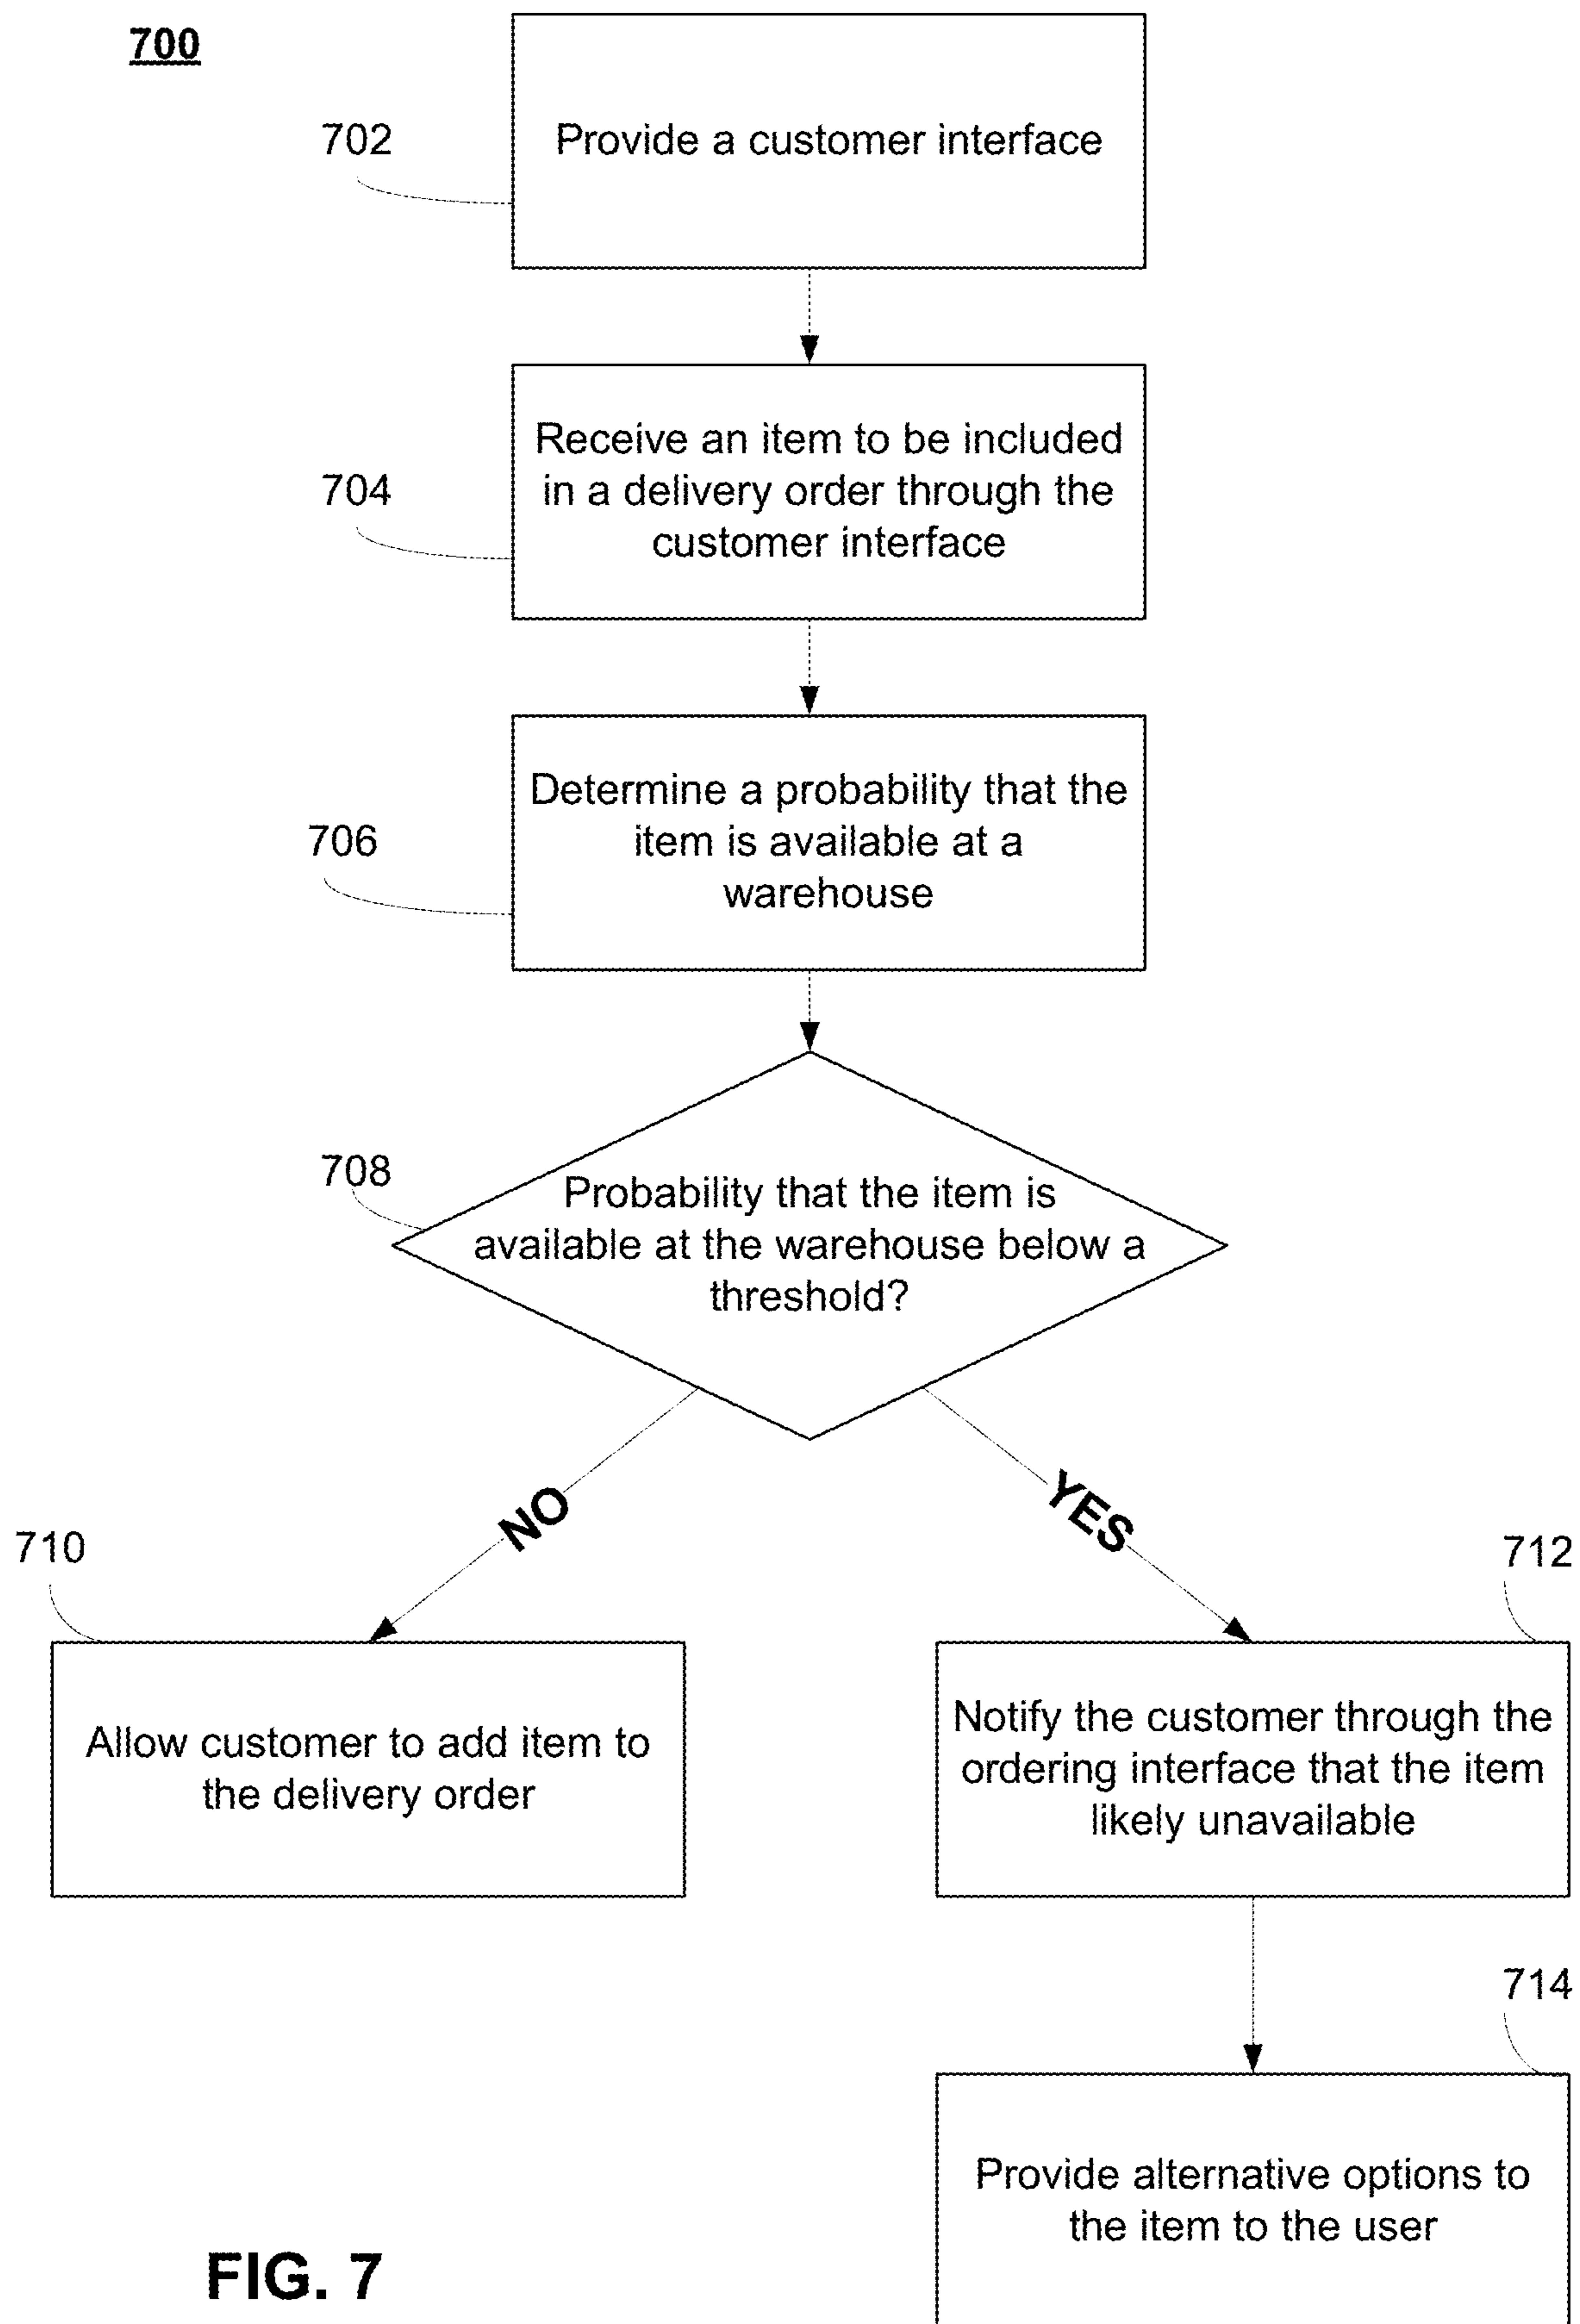 700
702
Provide a customer interface
704
Receive an item to be included
in a delivery order through the
customer interface
706
Determine a probability that the
item is available at a
warehouse
708
Probability that the item is
available at the warehouse below a
threshold?
NO
YES
710
712
Allow customer to add item to
the delivery order
Notify the customer through the
ordering interface that the item
likely unavailable
714
Provide alternative options to
the item to the user
FIG. 7